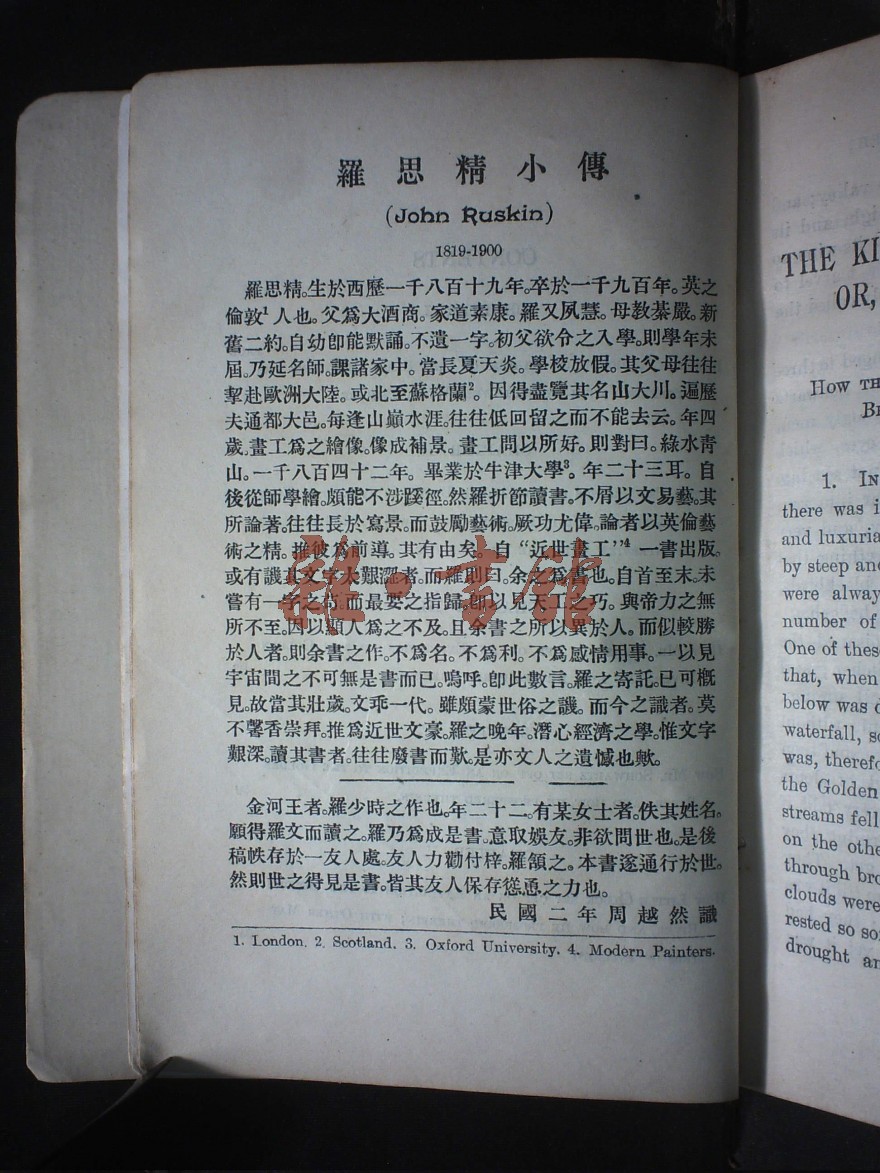 羅思精小傳
(John Ruskin)
1819-1900
羅思精。生於西歷一千八百十九年。卒於一千九百年。英之
倫敦¹人也。父爲大酒商。家道素康。羅又夙慧。母敎綦嚴。新
舊二約。自幼卽能默誦。不遺一字。初父欲令之入學。則學年未
屆。乃延名師。課諸家中。當長夏天炎。學校放假。其父母往往
挈赴歐洲大陸。或北至蘇格蘭²。因得盡覽其名山大川。遍歷
夫通都大邑。每逢山巔水涯。往往低回留之而不能去云。年四
歲。畫工爲之繪像。像成補景。畫工問以所好。則對曰。綠水靑
山。一千八百四十二年。畢業於牛津大學³。年二十三耳。自
後從師學繪。頗能不涉蹊徑。然羅折節讀書。不屑以文易藝。其
所論著。往往長於寫景。而鼓勵藝術。厥功尤偉。論者以英倫藝
術之精。推彼爲前導。其有由矣。自“近世畫工”⁴一書出版。
或有譏其文字太艱澀者。而羅則曰。余之爲書也。自首至末。未
嘗有一字之苟。而最要之指歸。卽以見天工之巧。與帝力之無
所不至。因以顯人爲之不及。且余書之所以異於人。而似較勝
於人者。則余書之作。不爲名。不爲利。不爲感情用事。一以見
宇宙間之不可無是書而已。嗚呼。卽此數言。羅之寄託。已可槪
見。故當其壯歲。文乖一代。雖頗蒙世俗之譏。而今之識者。莫
不馨香崇拜。推爲近世文豪。羅之晚年。潛心經濟之學。惟文字
艱深。讀其書者。往往廢書而歎。是亦文人之遺憾也歟。
金河王者。羅少時之作也。年二十二。有某女士者。佚其姓名。
願得羅文而讀之。羅乃爲成是書。意取娛友。非欲問世也。是後
稿帙存於一友人處。友人力勸付梓。羅頷之。本書遂通行於世。
然則世之得見是書。皆其友人保存慫恿之力也。
民國二年周越然識
1. London. 2. Scotland. 3. Oxford University. 4. Modern Painters.
雜·書館
THE KI
OR,
How TH
B
1. IN
there was i
and luxuria
by steep and
were alway
number of
One of these
that, when
below was d
waterfall, so
was, therefo
the Golden
streams fell
on the othe
through bro
clouds were
rested so so
drought an